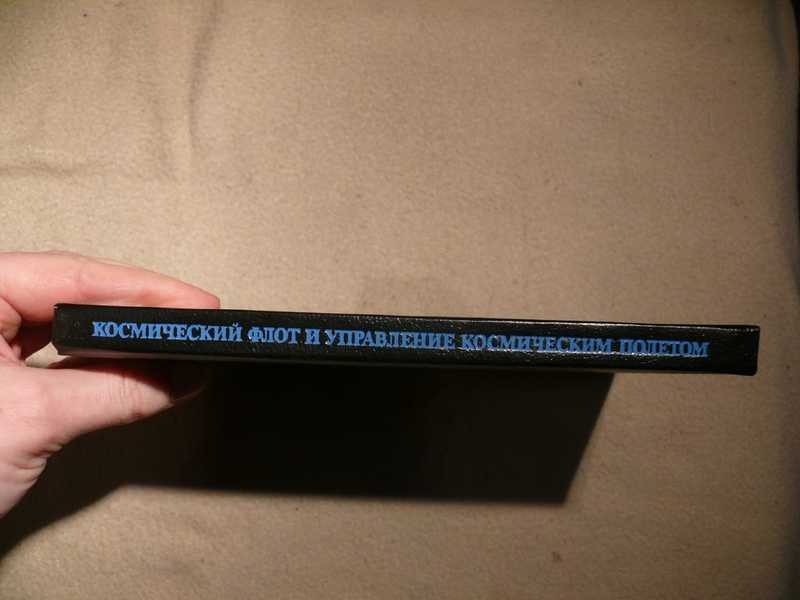 КОСМИЧЕСКИЙ ФЛОТ И УПРАВЛЕНИЕ КОСМИЧЕСКИМ ПОЛЕТОМ